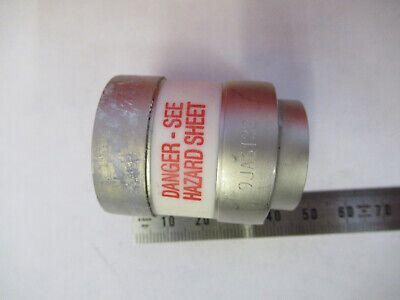 DANGER - SEE
HAZARD SHEET
10 20 30 40 50 60 70